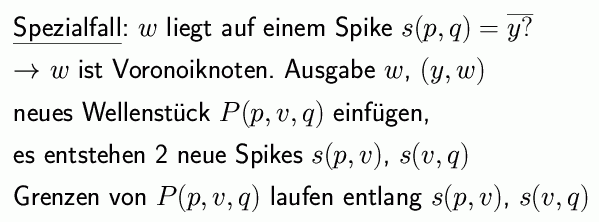 Spezialfall: w liegt auf einem Spike s(p, q) = \overline{y?}
→ w ist Voronoiknoten. Ausgabe w, (y, w)
neues Wellenstück P(p, v, q) einfügen,
es entstehen 2 neue Spikes s(p, v), s(v, q)
Grenzen von P(p, v, q) laufen entlang s(p, v), s(v, q)